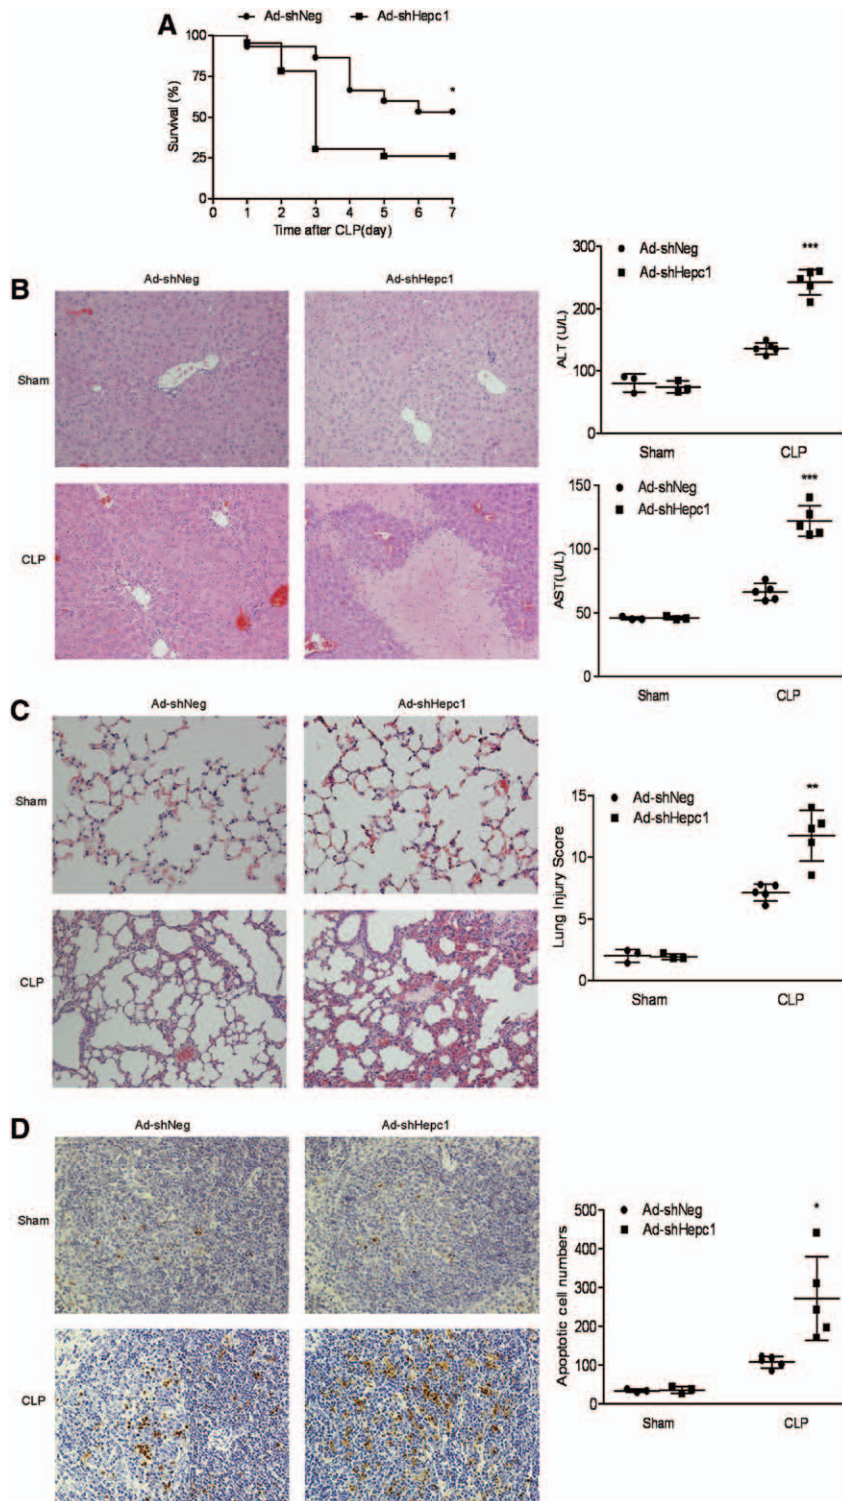 A
Ad-shNeg
Ad-shHepc1
100
75
50
25
0
Survival (%)
*
0 1 2 3 4 5 6 7
Time after CLP(day)
B
Ad-shNeg
Ad-shHepc1
Sham
CLP
300
200
100
0
ALT (U/L)
Ad-shNeg
Ad-shHepc1
***
Sham
CLP
150
100
50
0
AST(U/L)
Ad-shNeg
Ad-shHepc1
***
Sham
CLP
C
Ad-shNeg
Ad-shHepc1
Sham
CLP
15
10
5
0
Lung Injury Score
Ad-shNeg
Ad-shHepc1
**
Sham
CLP
D
Ad-shNeg
Ad-shHepc1
Sham
CLP
500
400
300
200
100
0
Apoptotic cell numbers
Ad-shNeg
Ad-shHepc1
*
Sham
CLP